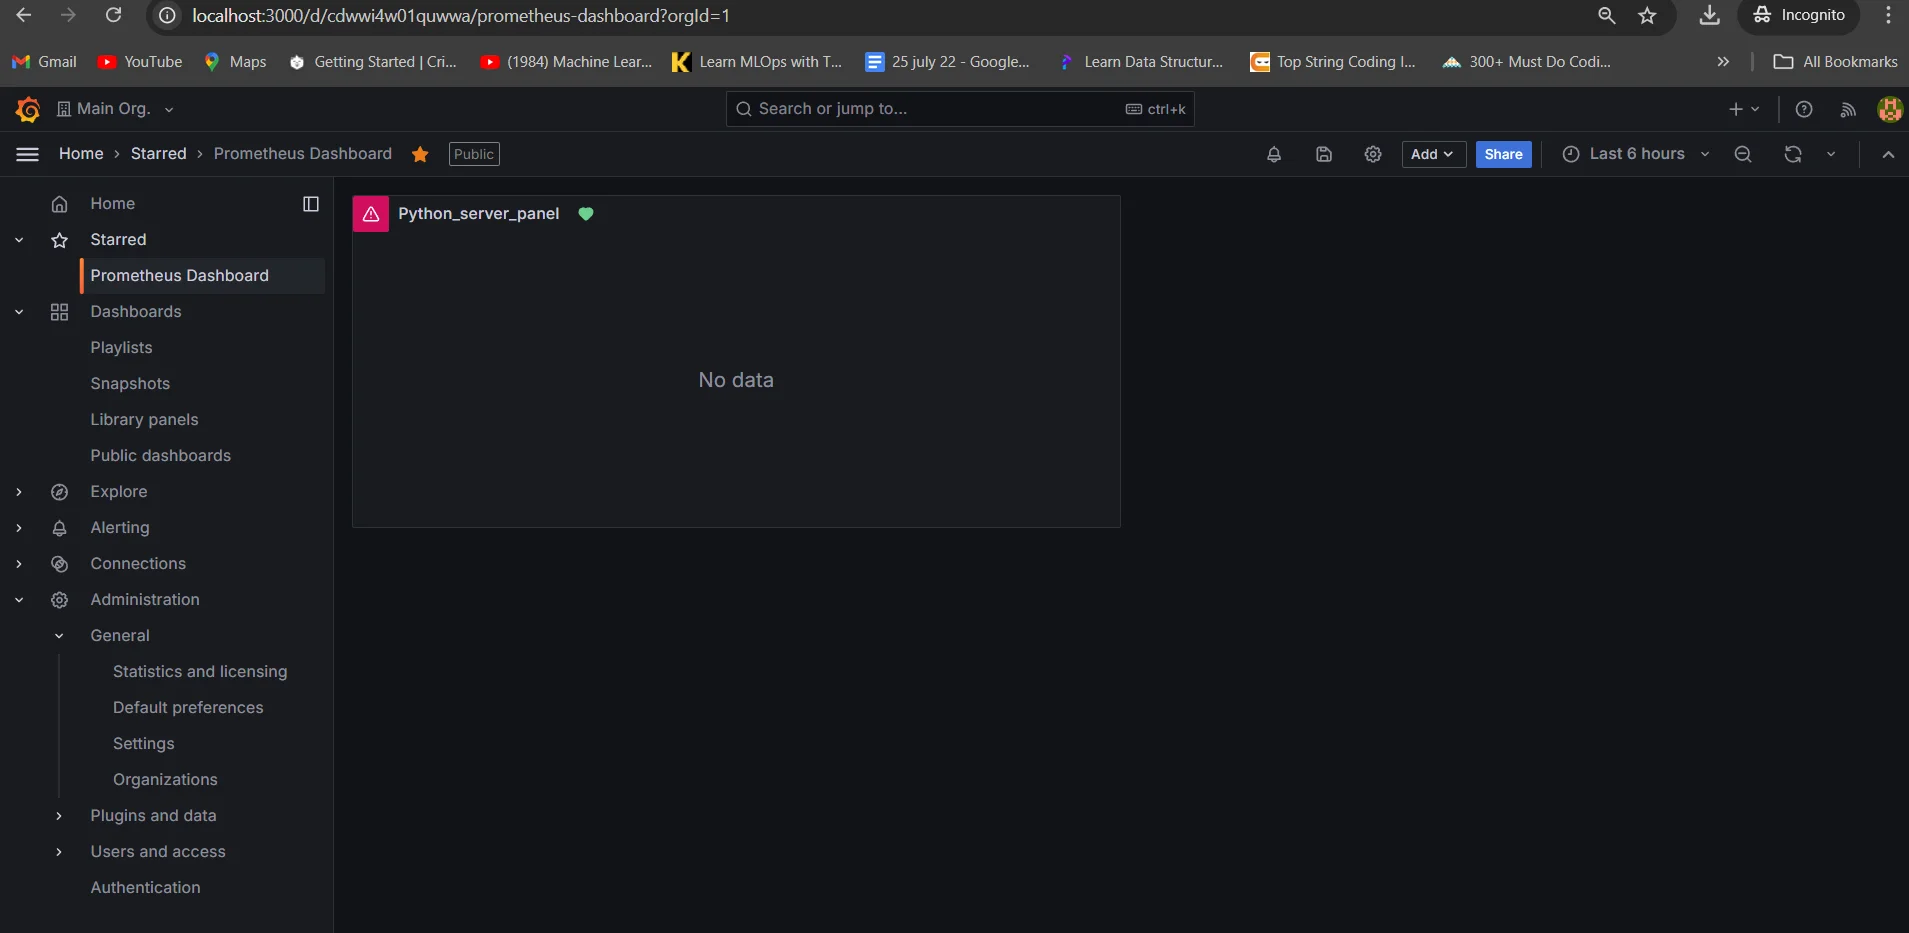 localhost:3000/d/cdwwi4w01quwwa/prometheus-dashboard?orgId=1
Incognito
Gmail
YouTube
Maps
Getting Started | Cri...
(1984) Machine Lear...
Learn MLOps with T...
25 july 22 - Google...
Learn Data Structur...
Top String Coding I...
300+ Must Do Codi...
»
All Bookmarks
Main Org.
Search or jump to...
ctrl+k
Home › Starred › Prometheus Dashboard
Public
Add
Share
Last 6 hours
Home
Starred
Prometheus Dashboard
Dashboards
Playlists
Snapshots
Library panels
Public dashboards
Explore
Alerting
Connections
Administration
General
Statistics and licensing
Default preferences
Settings
Organizations
Plugins and data
Users and access
Authentication
Python_server_panel
No data